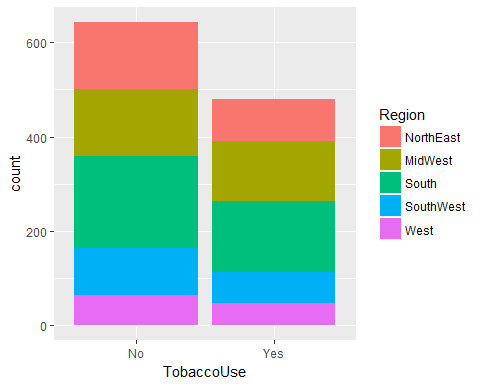 600
400
200
0
count
No Yes
TobaccoUse
Region
NorthEast
MidWest
South
SouthWest
West